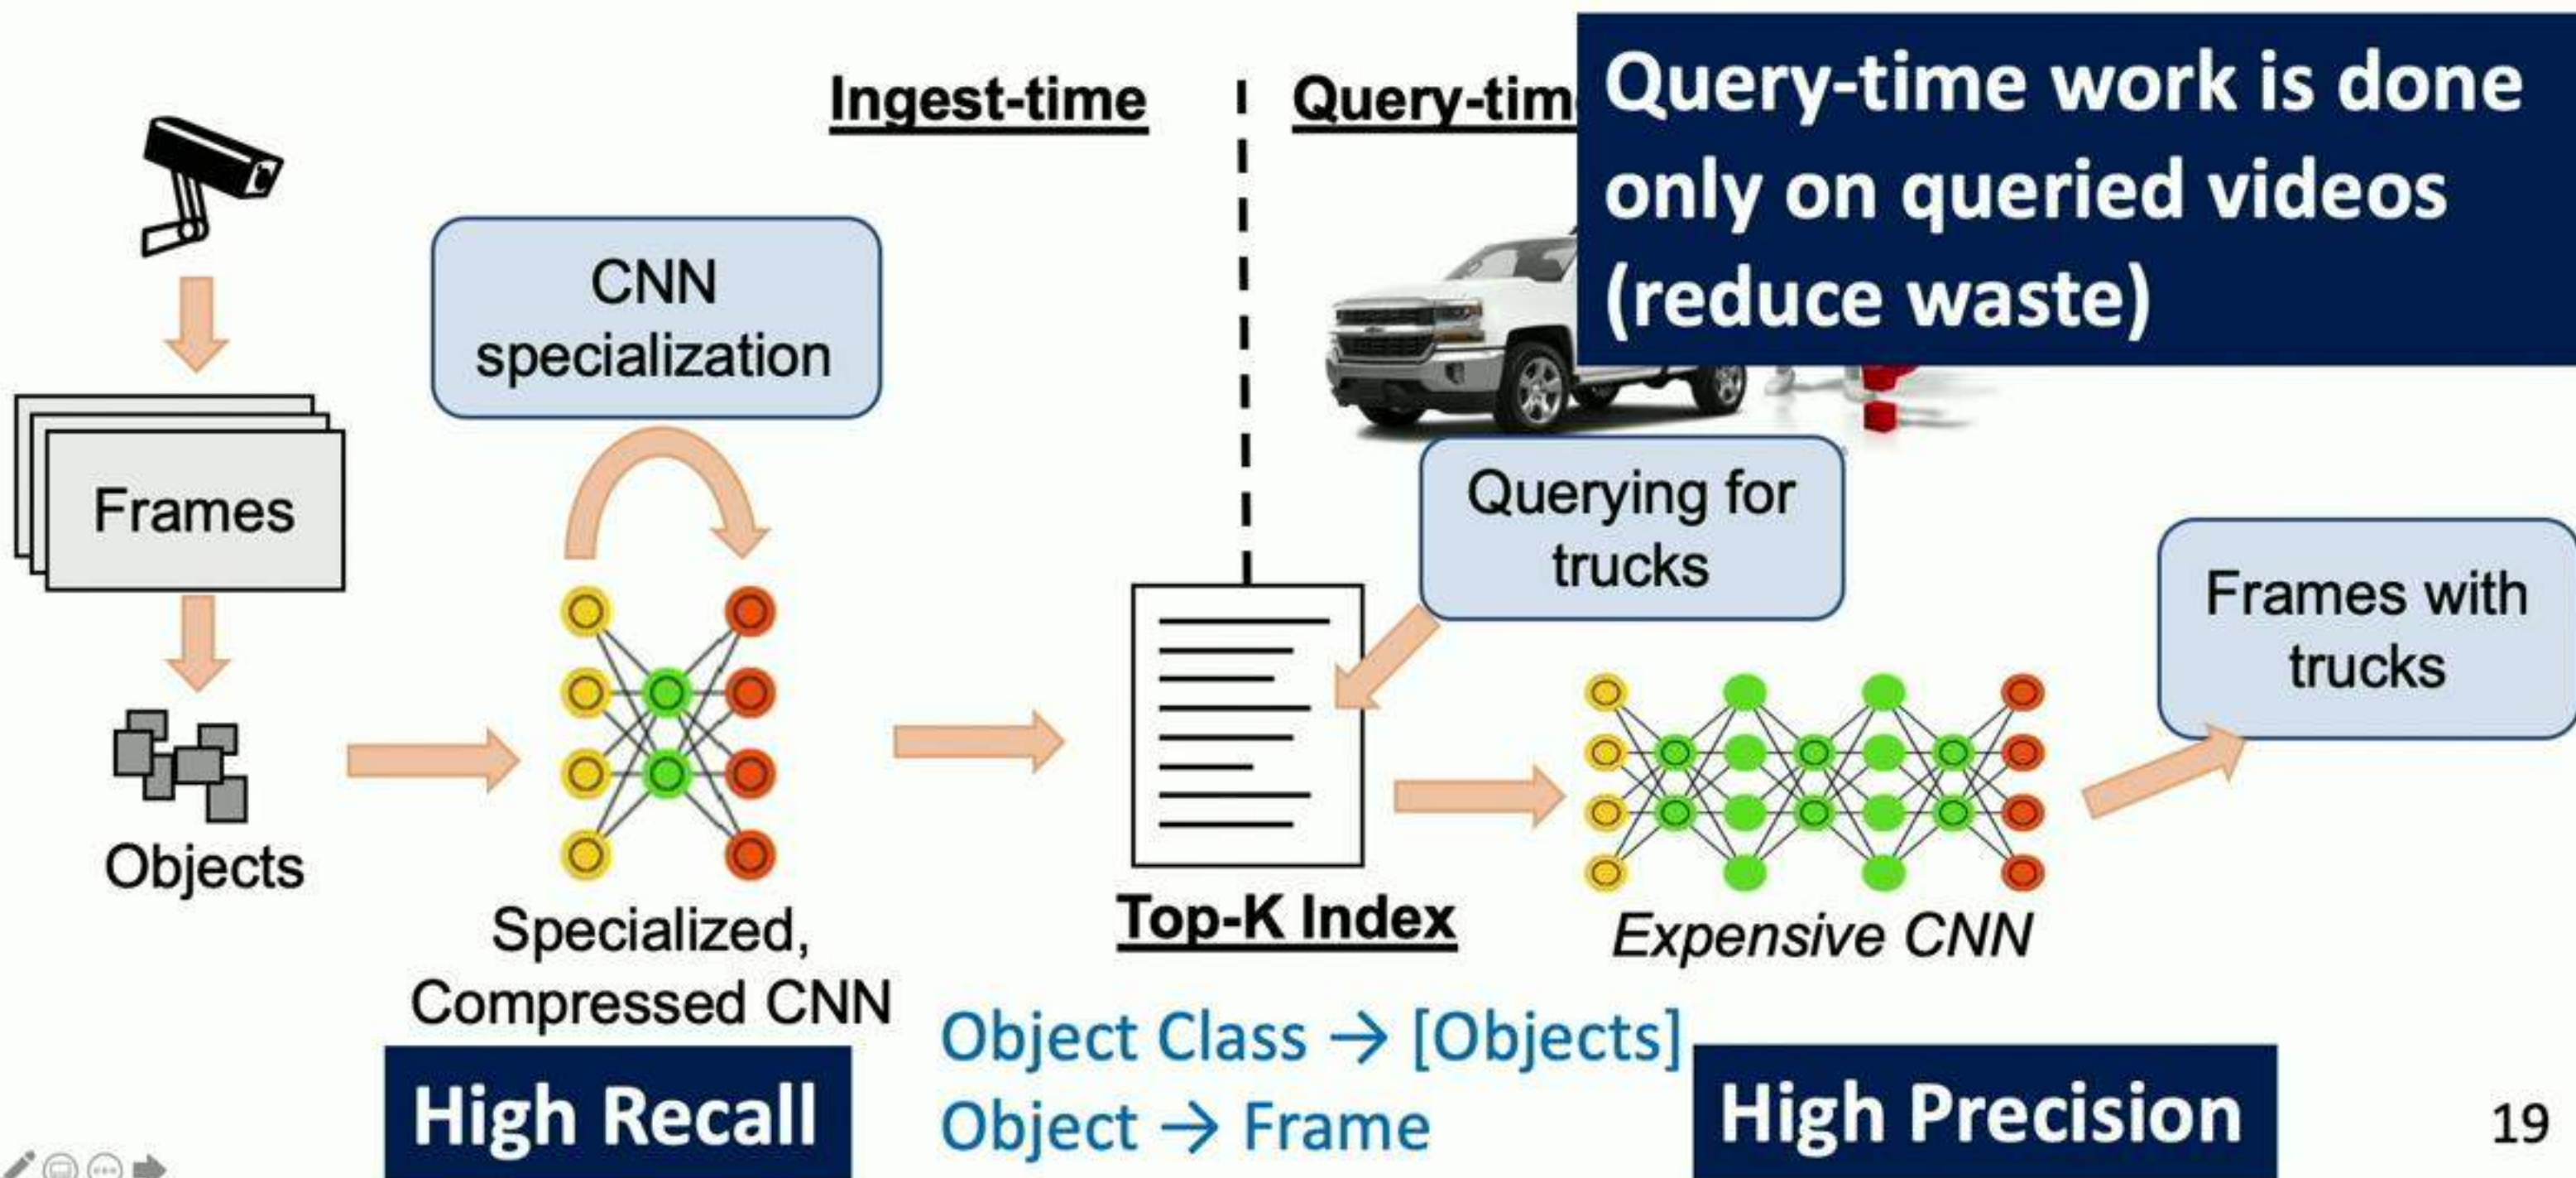 Ingest-time
Query-tim
Query-time work is done
only on queried videos
(reduce waste)
CNN
specialization
Frames
Querying for
trucks
Frames with
trucks
Objects
Specialized,
Compressed CNN
Top-K Index
Expensive CNN
Object Class → [Objects]
Object → Frame
High Recall
High Precision
19